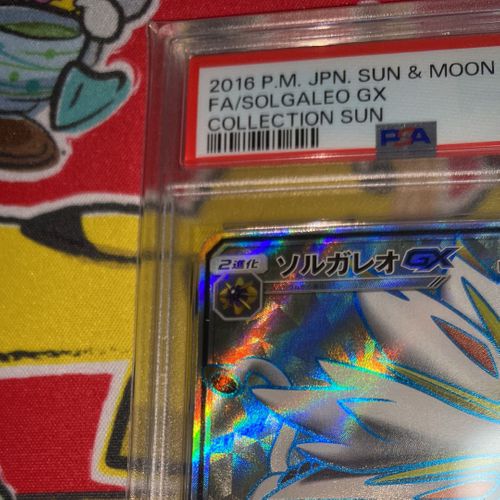 2016 P.M. JPN. SUN & MOON
FA/SOLGALEO GX
COLLECTION SUN
PSA
2進化 ソルガレオGX